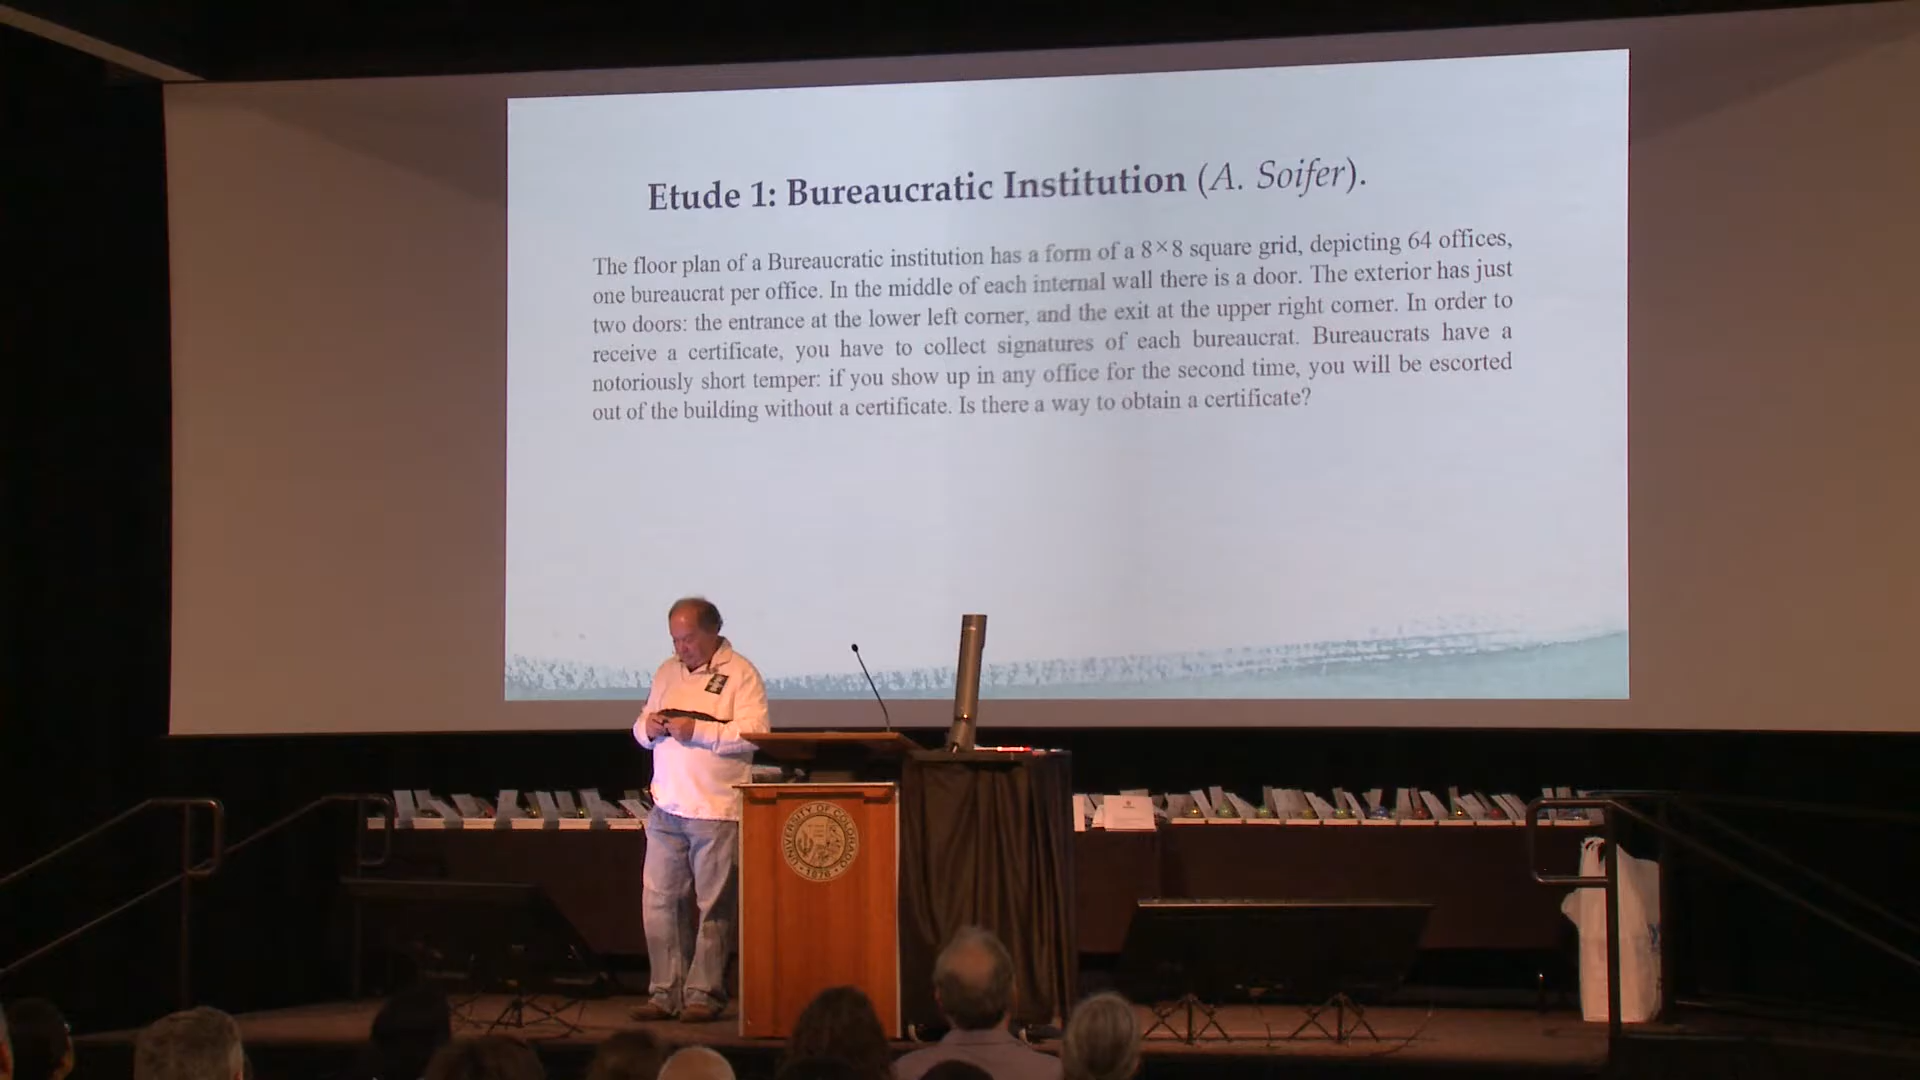 Etude 1: Bureaucratic Institution (A. Soifer).
The floor plan of a Bureaucratic institution has a form of a 8×8 square grid, depicting 64 offices,
one bureaucrat per office. In the middle of each internal wall there is a door. The exterior has just
two doors: the entrance at the lower left corner, and the exit at the upper right corner. In order to
receive a certificate, you have to collect signatures of each bureaucrat. Bureaucrats have a
notoriously short temper: if you show up in any office for the second time, you will be escorted
out of the building without a certificate. Is there a way to obtain a certificate?
UNIVERSITY OF COLORADO
1876